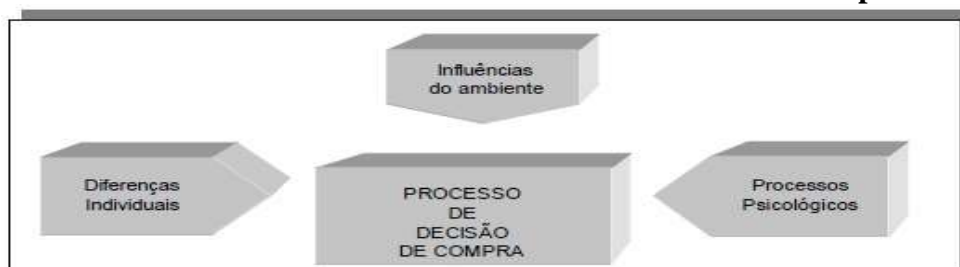 Influências
do ambiente
Diferenças
Individuais
PROCESSO
DE
DECISÃO
DE COMPRA
Processos
Psicológicos